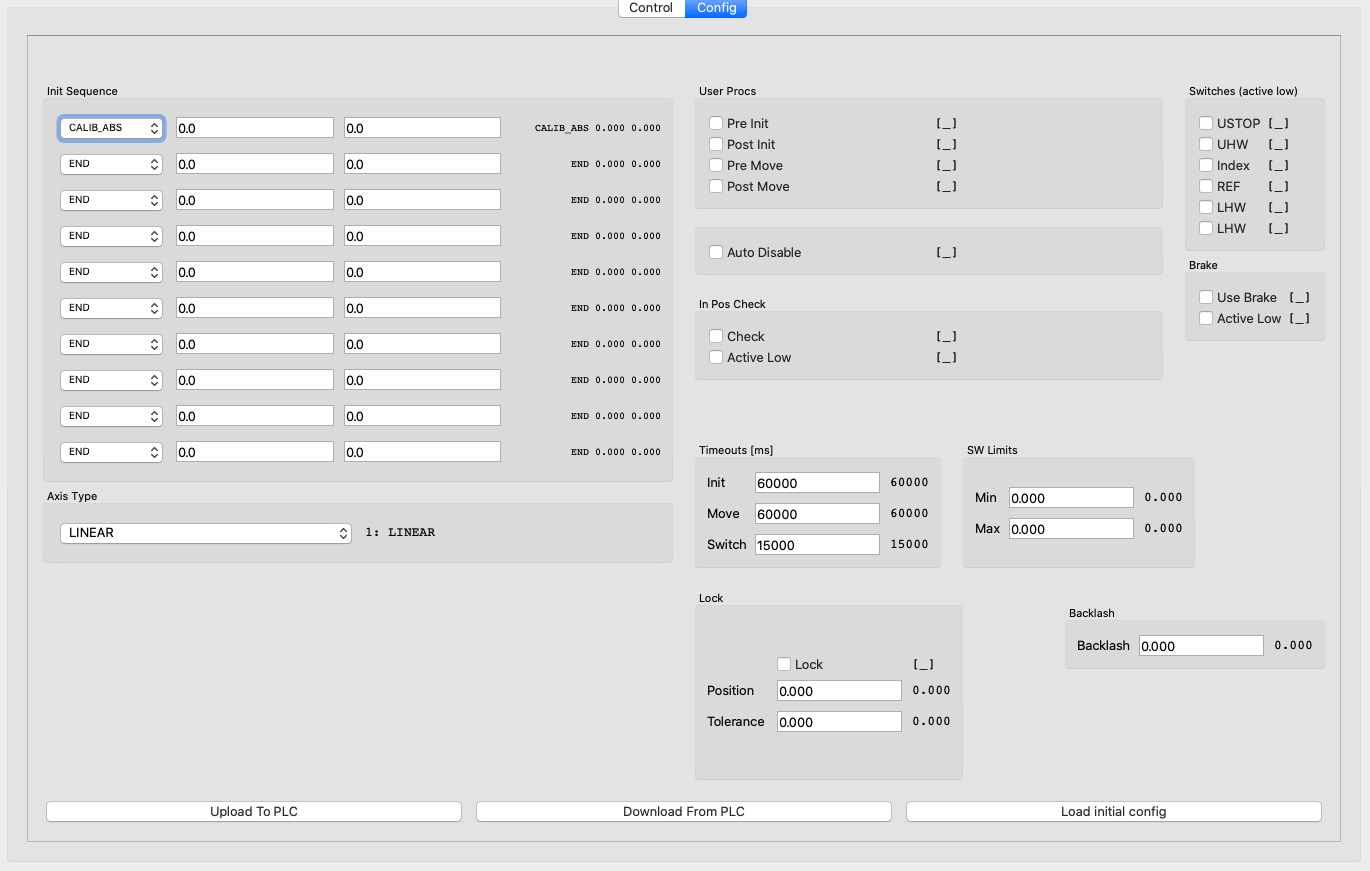 Control Config
Init Sequence
CALIB_ABS 0.0 0.0 CALIB_ABS 0.000 0.000
END 0.0 0.0 END 0.000 0.000
END 0.0 0.0 END 0.000 0.000
END 0.0 0.0 END 0.000 0.000
END 0.0 0.0 END 0.000 0.000
END 0.0 0.0 END 0.000 0.000
END 0.0 0.0 END 0.000 0.000
END 0.0 0.0 END 0.000 0.000
END 0.0 0.0 END 0.000 0.000
END 0.0 0.0 END 0.000 0.000
Axis Type
LINEAR 1: LINEAR
User Procs
Pre Init [_]
Post Init [_]
Pre Move [_]
Post Move [_]
Auto Disable [_]
In Pos Check
Check [_]
Active Low [_]
Switches (active low)
USTOP [_]
UHW [_]
Index [_]
REF [_]
LHW [_]
LHW [_]
Brake
Use Brake [_]
Active Low [_]
Timeouts [ms]
Init 60000 60000
Move 60000 60000
Switch 15000 15000
SW Limits
Min 0.000 0.000
Max 0.000 0.000
Lock
Lock [_]
Position 0.000 0.000
Tolerance 0.000 0.000
Backlash
Backlash 0.000 0.000
Upload To PLC Download From PLC Load initial config